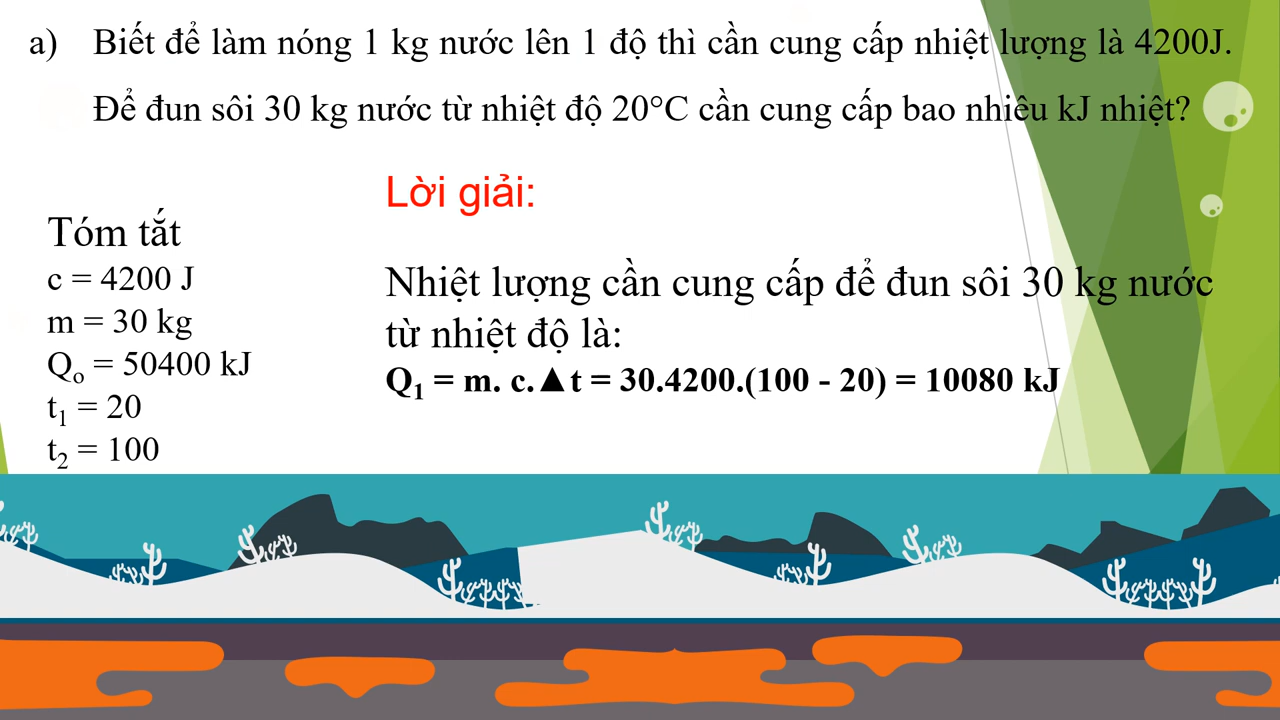 a) Biết để làm nóng 1 kg nước lên 1 độ thì cần cung cấp nhiệt lượng là 4200J.
Để đun sôi 30 kg nước từ nhiệt độ 20°C cần cung cấp bao nhiêu kJ nhiệt?
Lời giải:
Tóm tắt
c = 4200 J
m = 30 kg
Qₒ = 50400 kJ
t₁ = 20
t₂ = 100
Nhiệt lượng cần cung cấp để đun sôi 30 kg nước
từ nhiệt độ là:
Q₁ = m. c.▲t = 30.4200.(100 - 20) = 10080 kJ